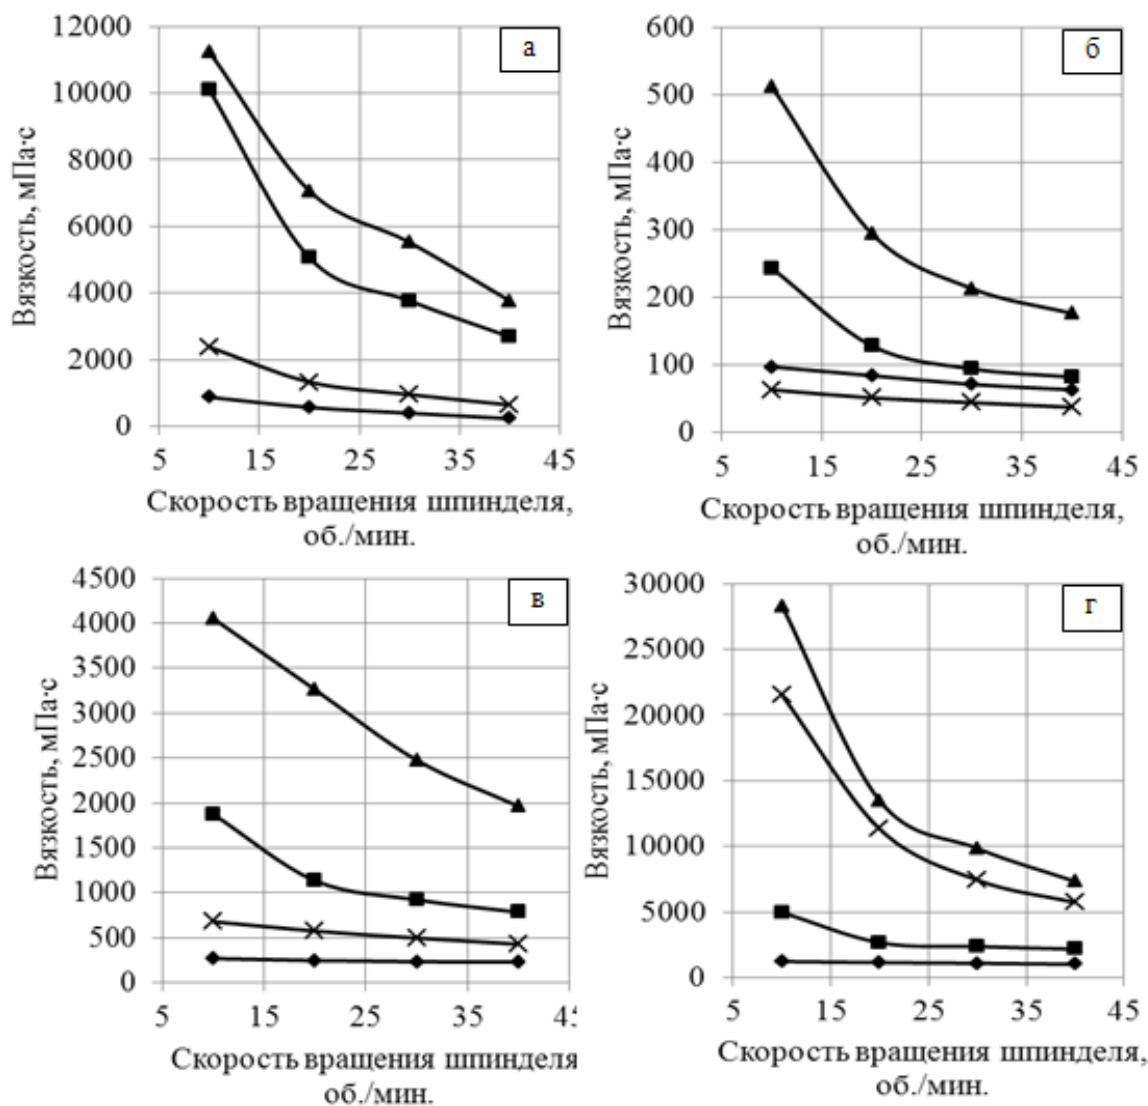 12000
10000
8000
6000
4000
2000
0
Вязкость, мПа·с
5 15 25 35 45
Скорость вращения шпинделя,
об./мин.
а
600
500
400
300
200
100
0
Вязкость, мПа·с
5 15 25 35 45
Скорость вращения шпинделя,
об./мин.
б
4500
4000
3500
3000
2500
2000
1500
1000
500
0
Вязкость, мПа·с
5 15 25 35 45
Скорость вращения шпинделя
об./мин.
в
30000
25000
20000
15000
10000
5000
0
Вязкость, мПа·с
5 15 25 35 45
Скорость вращения шпинделя,
об./мин.
г